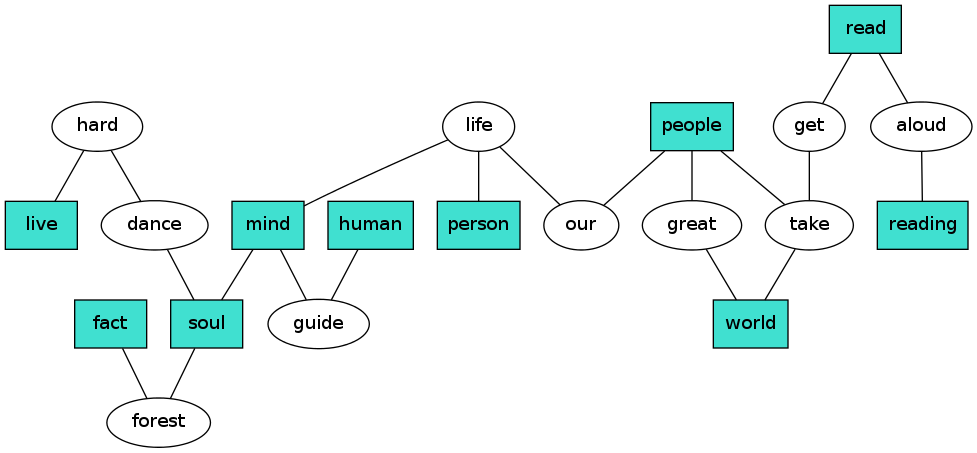 read
hard
life
people
get
aloud
live
dance
mind
human
person
our
great
take
reading
fact
soul
guide
world
forest